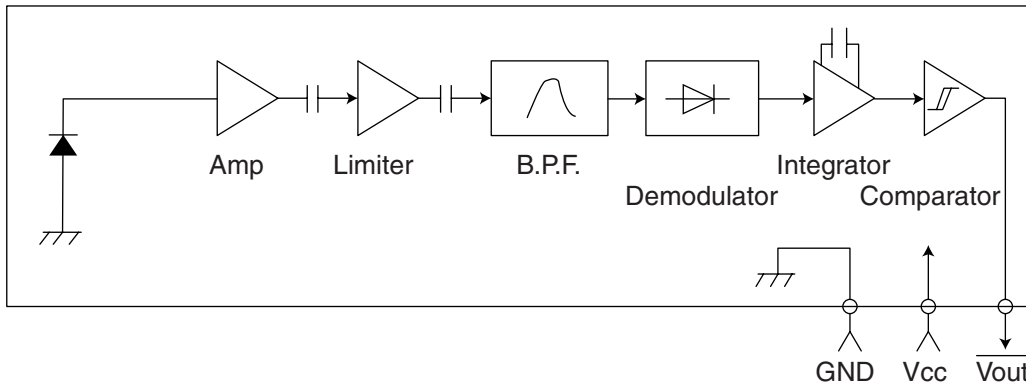 Amp
Limiter
B.P.F.
Demodulator
Integrator
Comparator
GND
Vcc
Vout